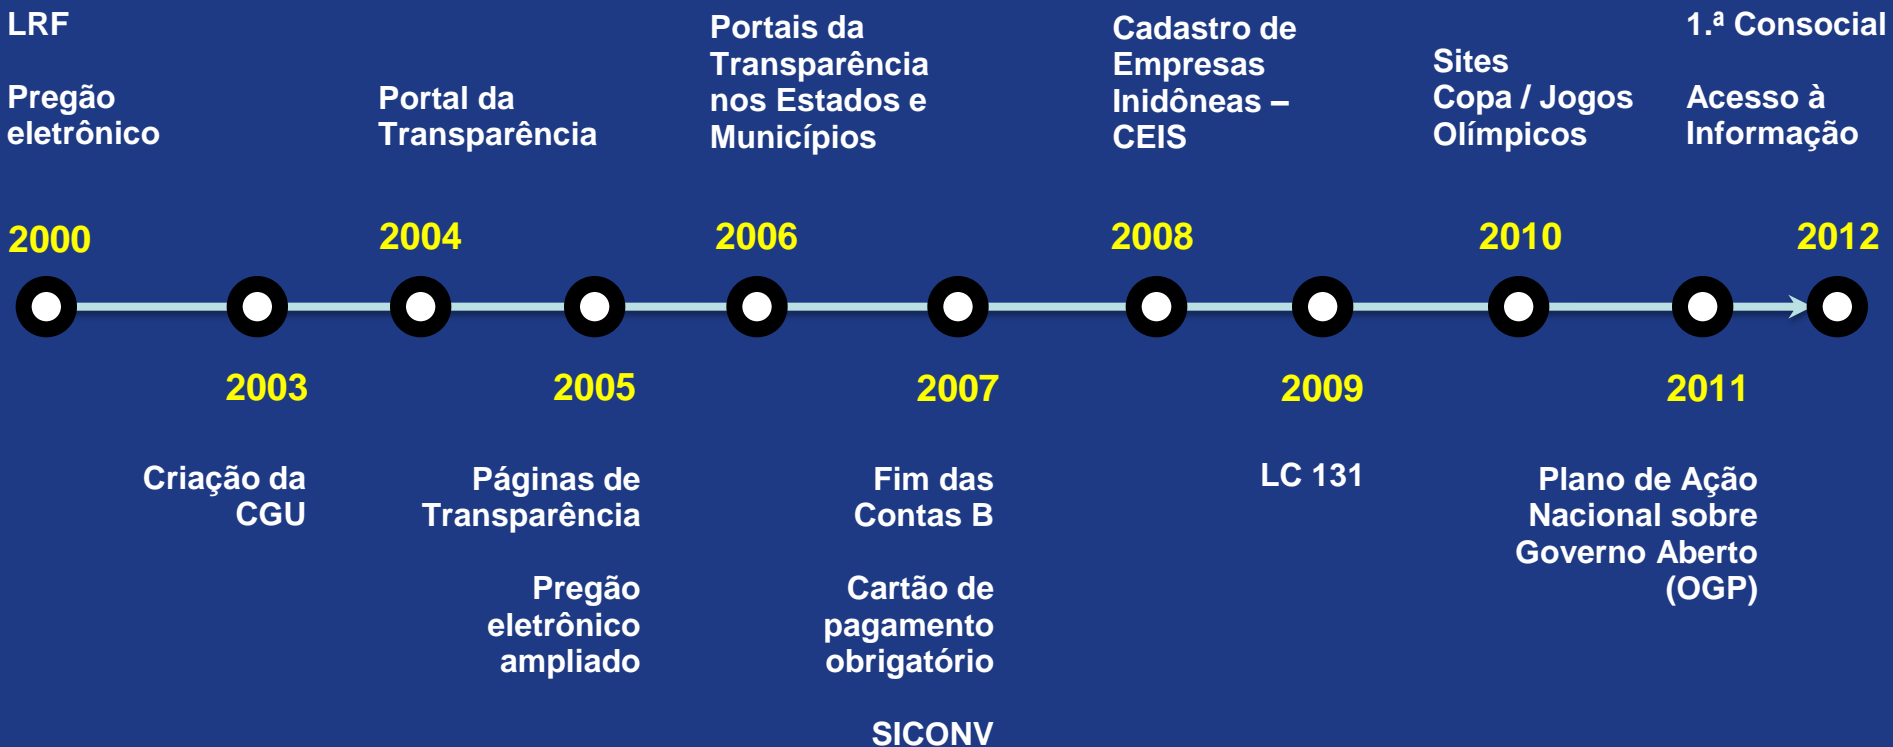 LRF
Pregão
eletrônico
Portal da
Transparência
Portais da
Transparência
nos Estados e
Municípios
Cadastro de
Empresas
Inidôneas –
CEIS
Sites
Copa / Jogos
Olímpicos
1.ª Consocial
Acesso à
Informação
2000
2004
2006
2008
2010
2012
2003
2005
2007
2009
2011
Criação da
CGU
Páginas de
Transparência
Pregão
eletrônico
ampliado
Fim das
Contas B
Cartão de
pagamento
obrigatório
SICONV
LC 131
Plano de Ação
Nacional sobre
Governo Aberto
(OGP)